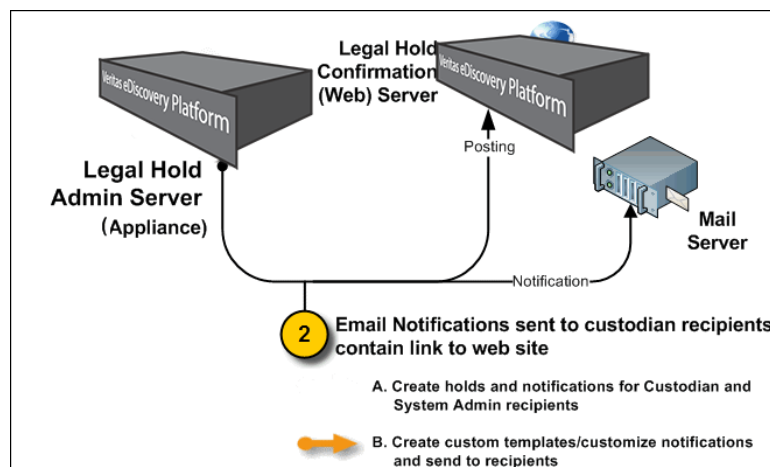 Veritas eDiscovery Platform
Legal Hold
Admin Server
(Appliance)
Legal Hold
Confirmation
(Web) Server
Veritas eDiscovery Platform
Posting
Mail
Server
Notification
2
Email Notifications sent to custodian recipients
contain link to web site
A. Create holds and notifications for Custodian and
System Admin recipients
B. Create custom templates/customize notifications
and send to recipients